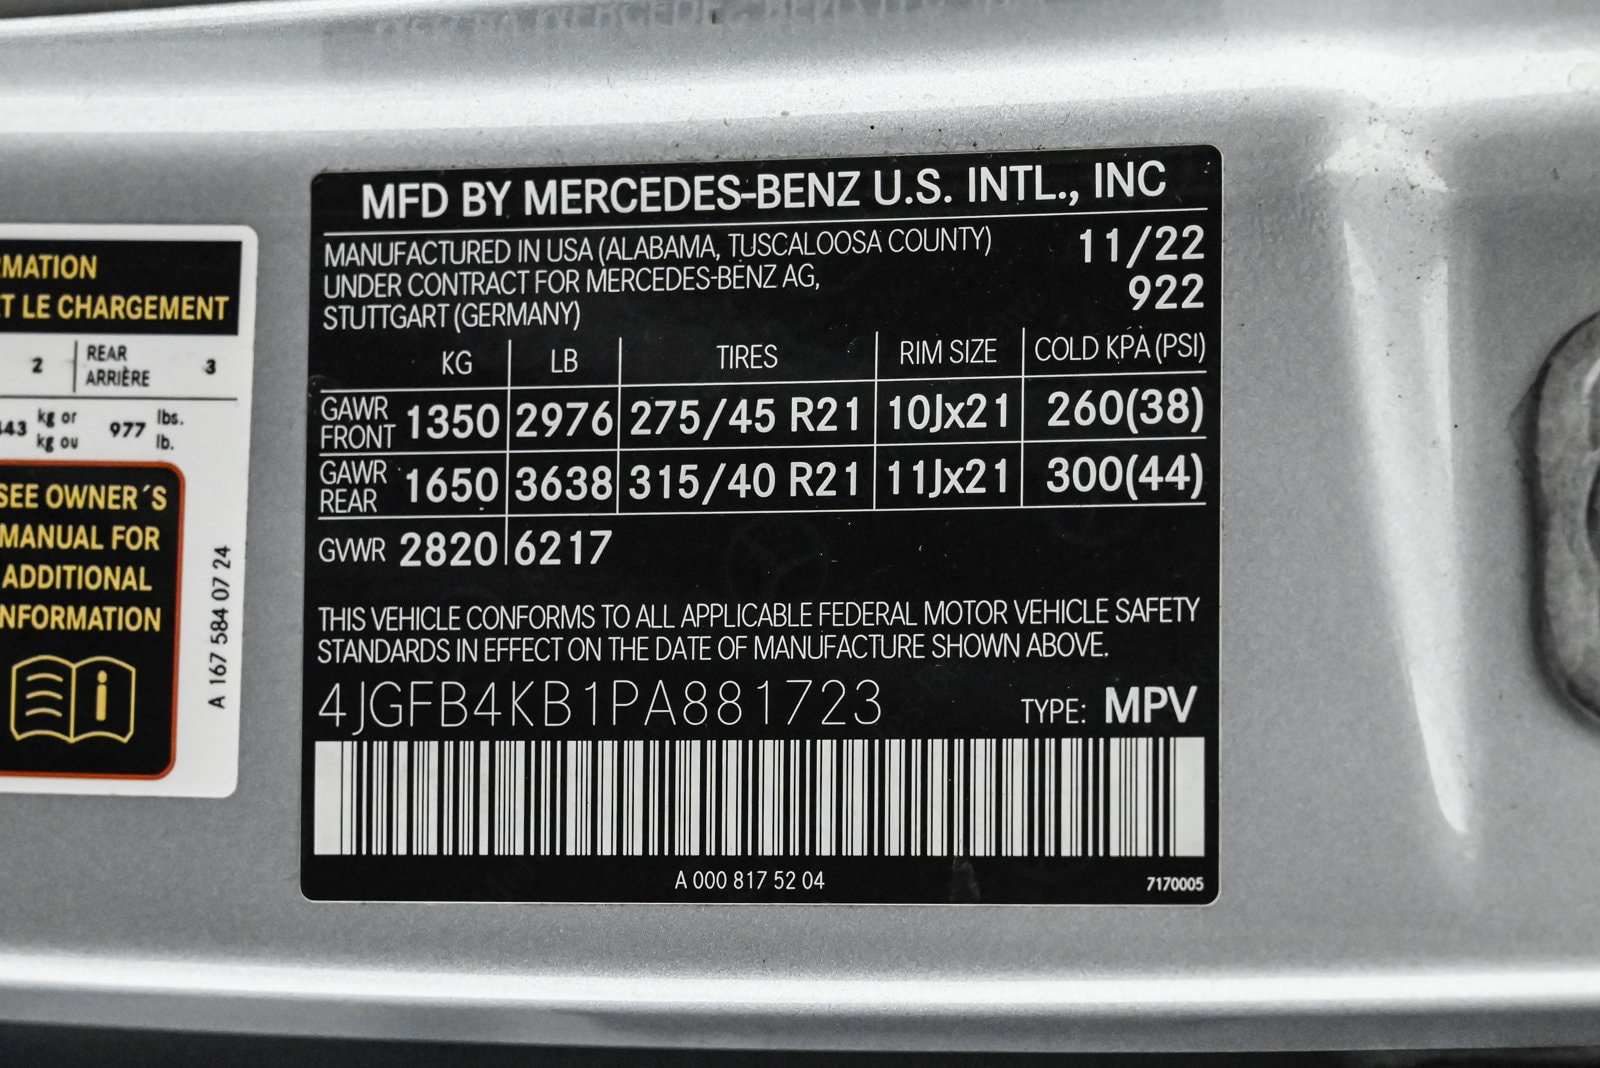 MFD BY MERCEDES-BENZ U.S. INTL., INC
MANUFACTURED IN USA (ALABAMA, TUSCALOOSA COUNTY) 11/22
UNDER CONTRACT FOR MERCEDES-BENZ AG, 922
STUTTGART (GERMANY)
KG LB TIRES RIM SIZE COLD KPA (PSI)
GAWR FRONT 1350 2976 275/45 R21 10Jx21 260(38)
GAWR REAR 1650 3638 315/40 R21 11Jx21 300(44)
GVWR 2820 6217
THIS VEHICLE CONFORMS TO ALL APPLICABLE FEDERAL MOTOR VEHICLE SAFETY
STANDARDS IN EFFECT ON THE DATE OF MANUFACTURE SHOWN ABOVE.
4JGFB4KB1PA881723 TYPE: MPV
A 000 817 52 04 7170005
RMATION
ET LE CHARGEMENT
2 REAR 3
ARRIÈRE
443 kg or 977 lbs.
kg ou lb.
SEE OWNER´S
MANUAL FOR
ADDITIONAL
INFORMATION
A 167 584 07 24